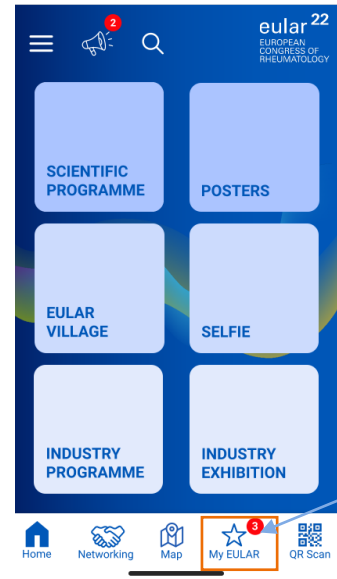 2
eular 22
EUROPEAN
CONGRESS OF
RHEUMATOLOGY
SCIENTIFIC
PROGRAMME
POSTERS
EULAR
VILLAGE
SELFIE
INDUSTRY
PROGRAMME
INDUSTRY
EXHIBITION
3
Home
Networking
Map
My EULAR
QR Scan